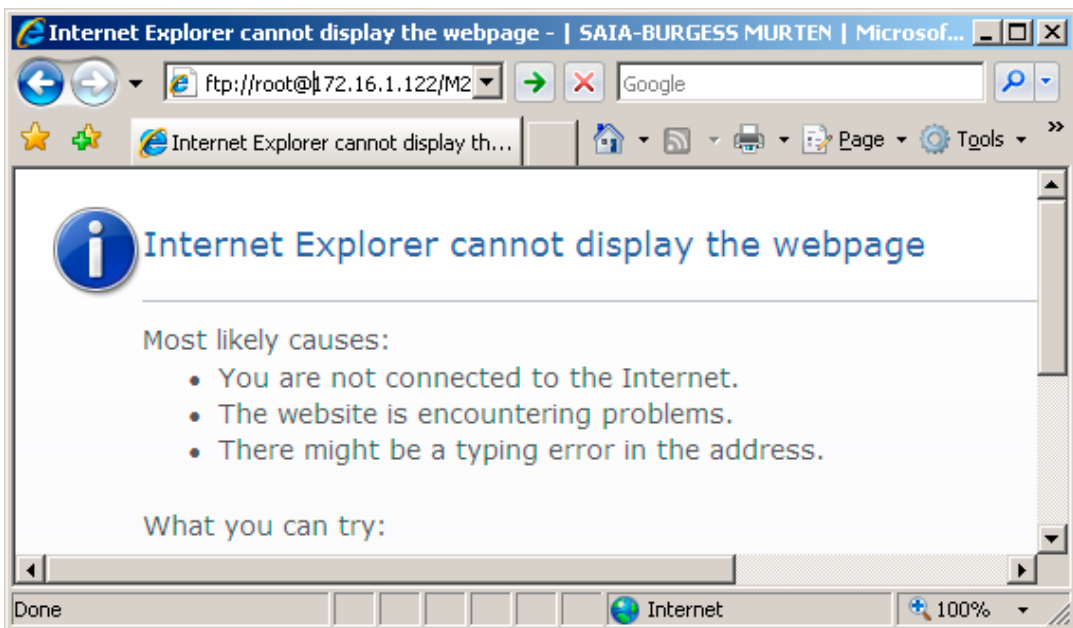 Internet Explorer cannot display the webpage - | SAIA-BURGESS MURTEN | Microsof...
ftp://root@172.16.1.122/M2
Google
Internet Explorer cannot display th...
Page
Tools
»
Internet Explorer cannot display the webpage
Most likely causes:
• You are not connected to the Internet.
• The website is encountering problems.
• There might be a typing error in the address.
What you can try:
Done
Internet
100%